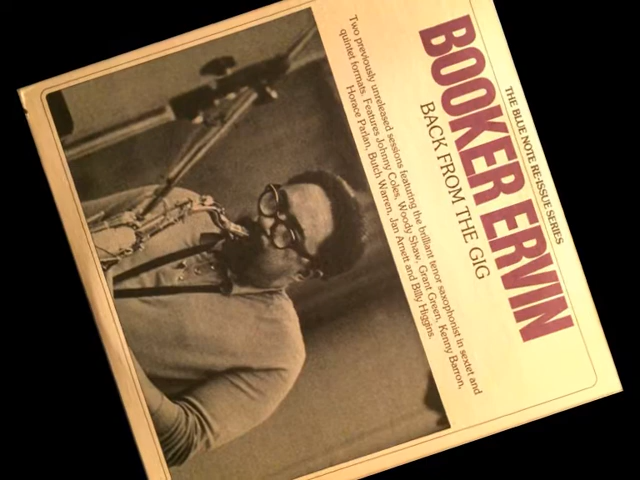 THE BLUE NOTE RE-ISSUE SERIES
BOOKER ERVIN
BACK FROM THE GIG
Two previously unreleased sessions featuring the brilliant tenor saxophonist in sextet and
quintet formats. Features Johnny Coles, Woody Shaw, Grant Green, Kenny Barron,
Horace Parlan, Butch Warren, Jan Arnett and Billy Higgins.